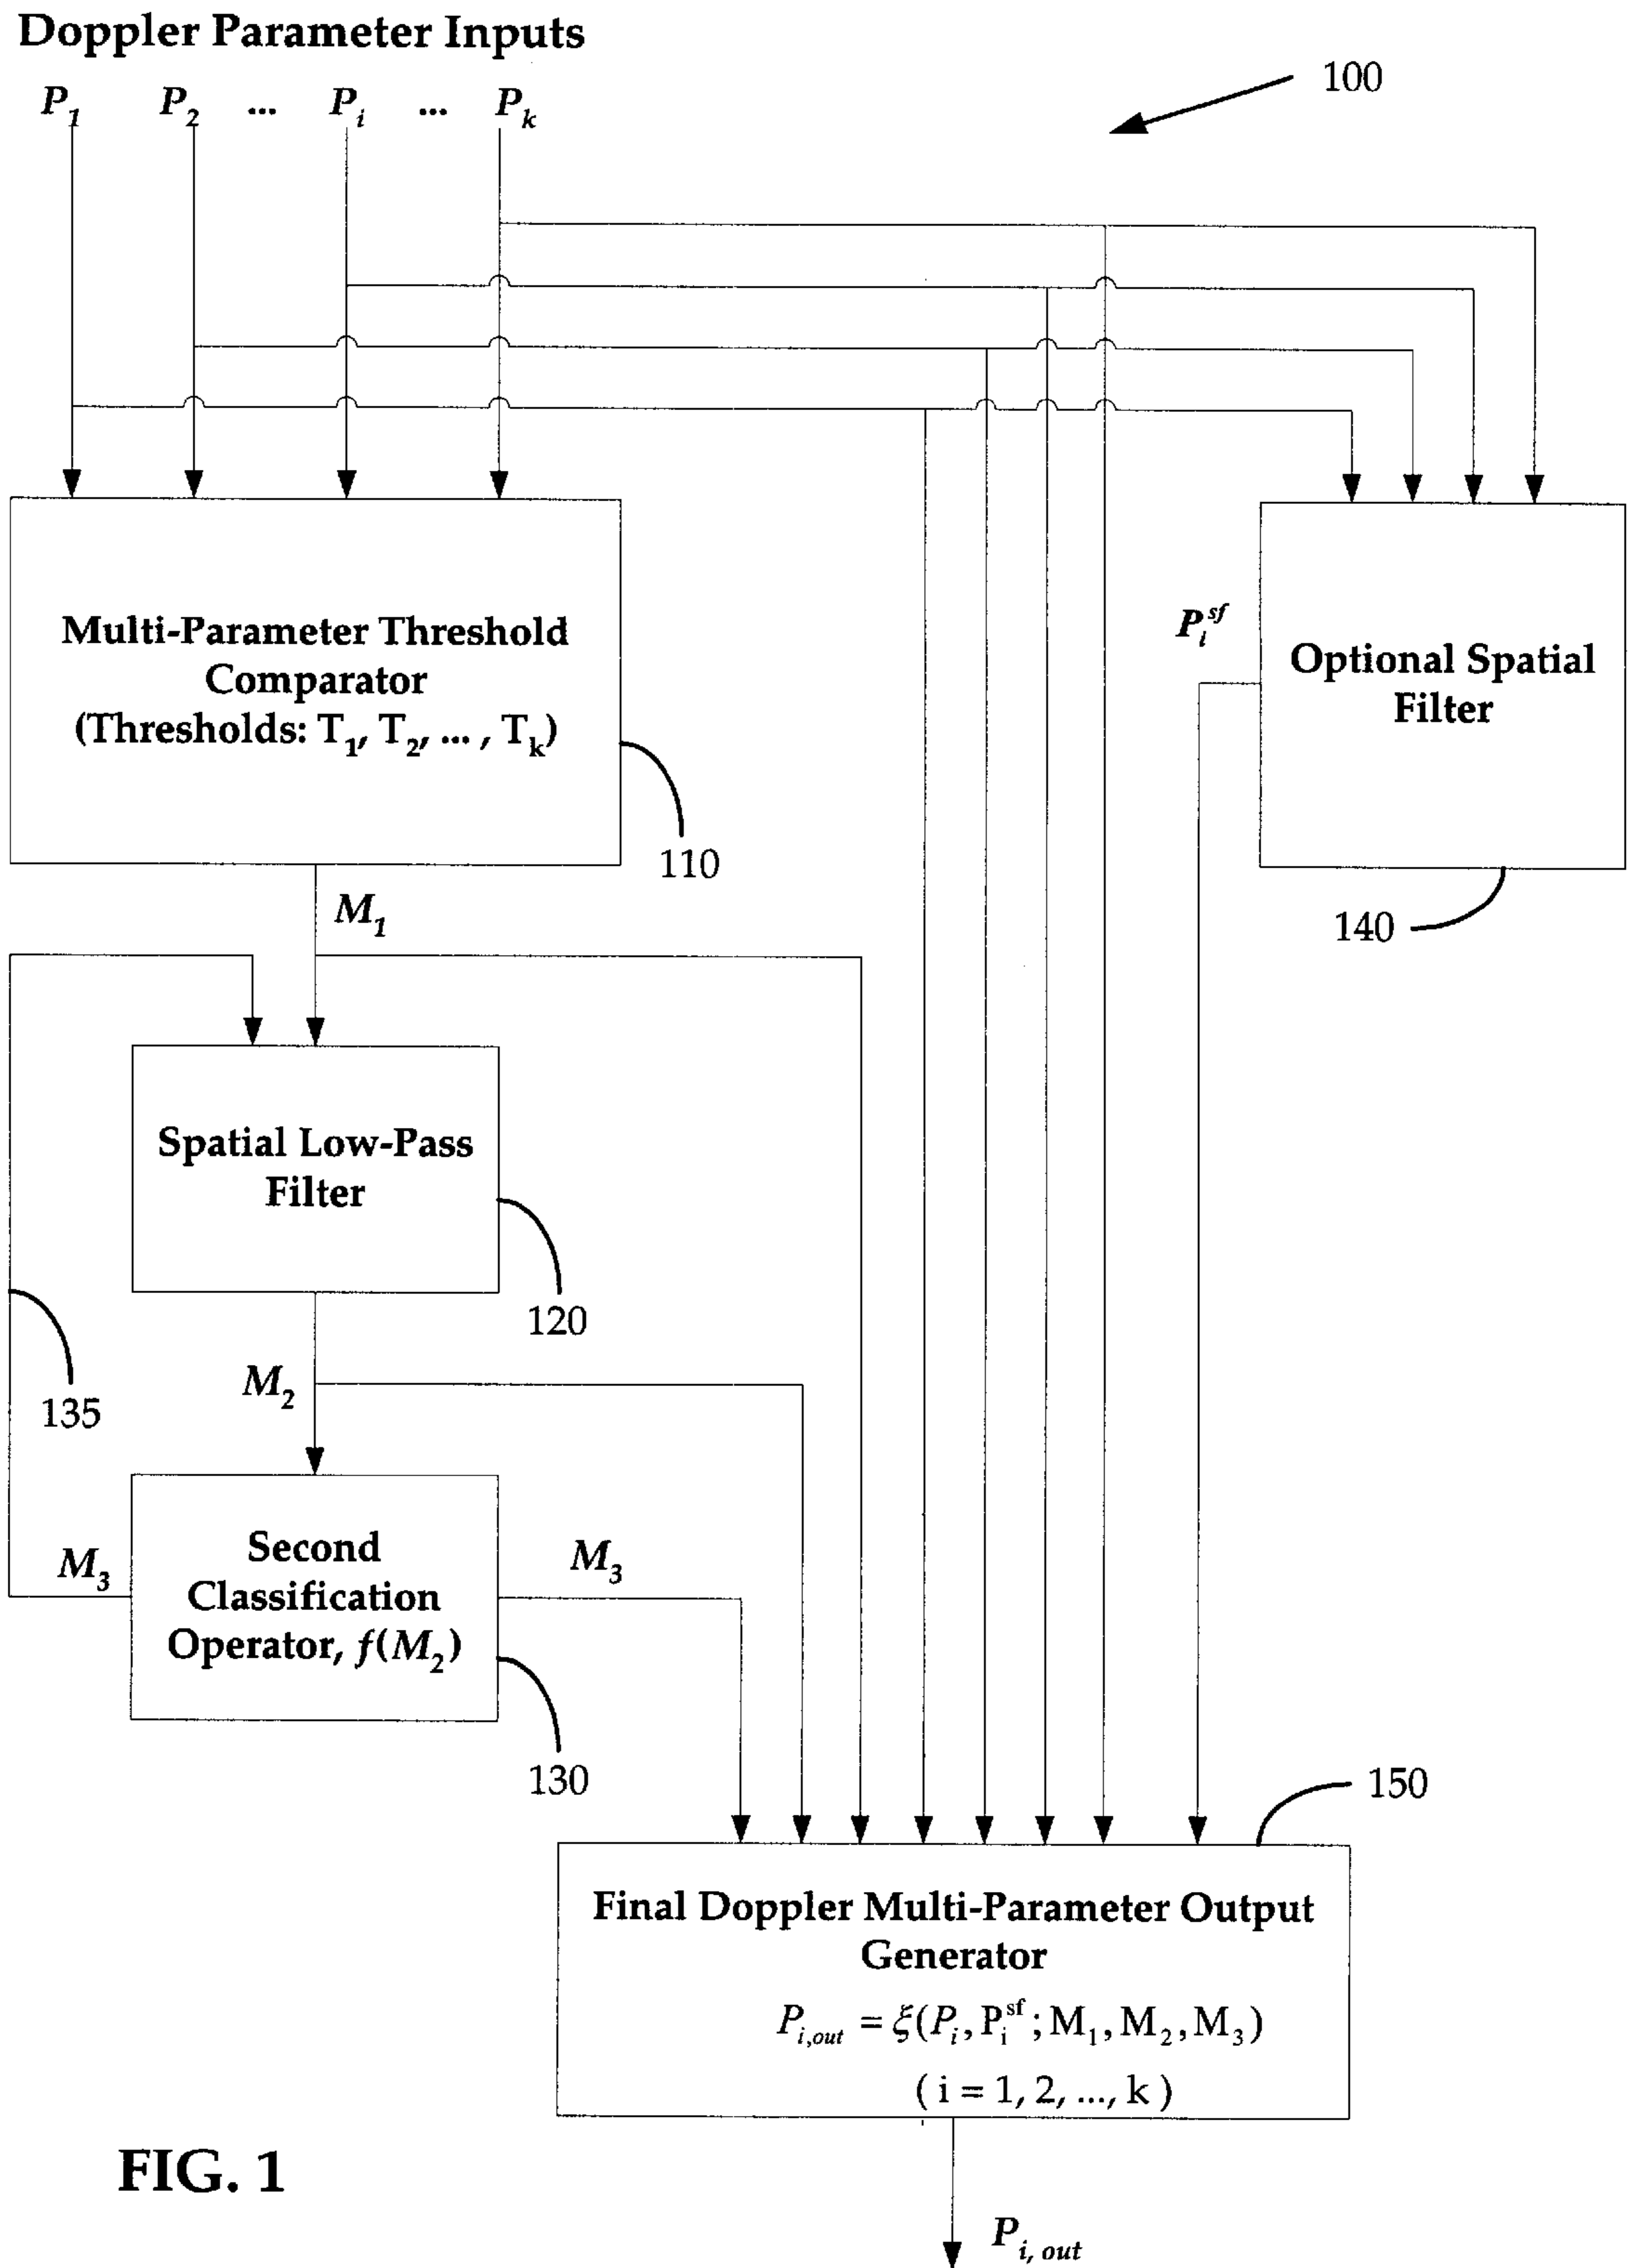 Doppler Parameter Inputs
P₁ P₂ ... Pᵢ ... Pₖ
100
Multi-Parameter Threshold
Comparator
(Thresholds: T₁, T₂, ... , Tₖ)
110
Pᵢˢᶠ
Optional Spatial
Filter
140
M₁
Spatial Low-Pass
Filter
120
135
M₂
M₃
Second
Classification
Operator, f(M₂)
M₃
130
150
Final Doppler Multi-Parameter Output
Generator
P_{i,out} = ξ(Pᵢ, Pᵢˢᶠ; M₁, M₂, M₃)
( i = 1, 2, ..., k )
FIG. 1
P_{i, out}